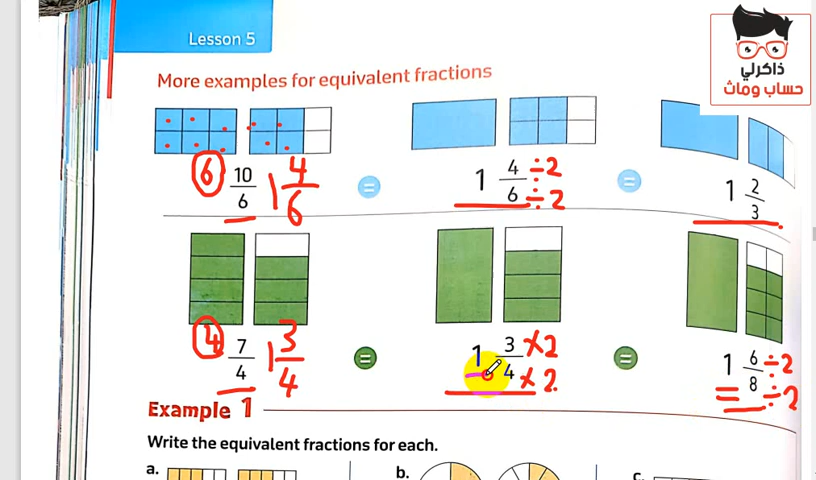 Lesson 5
ذاكرلي
حساب وماث
More examples for equivalent fractions
6 10/6 1 4/6 = 1 4/6 ÷2 ÷2 = 1 2/3
4 7/4 1 3/4 = 1 3/4 ×2 ×2 = 1 6/8 ÷2 ÷2
=
Example 1
Write the equivalent fractions for each.
a. b. c.